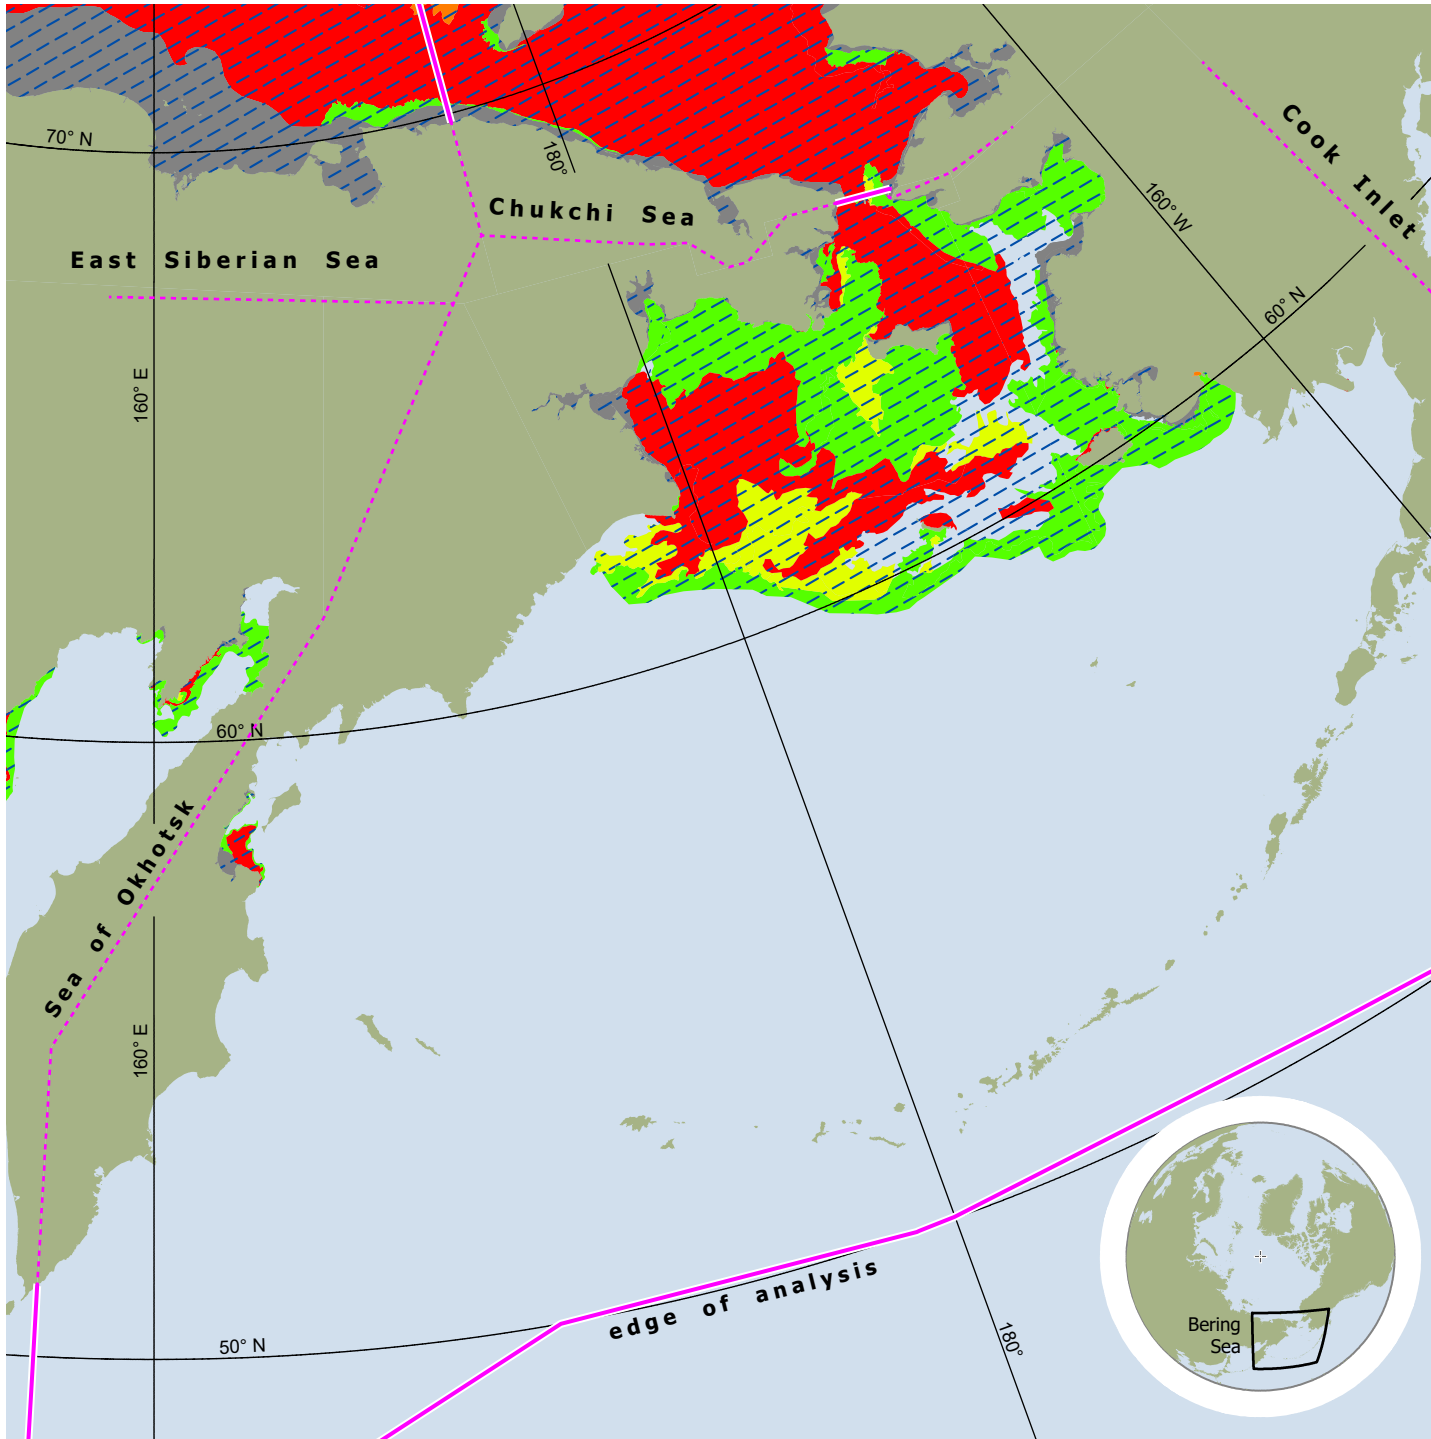 70° N
180°
Cook Inlet
160° W
Chukchi Sea
East Siberian Sea
60° N
160° E
60° N
Sea of Okhotsk
160° E
edge of analysis
50° N
180°
Bering
Sea